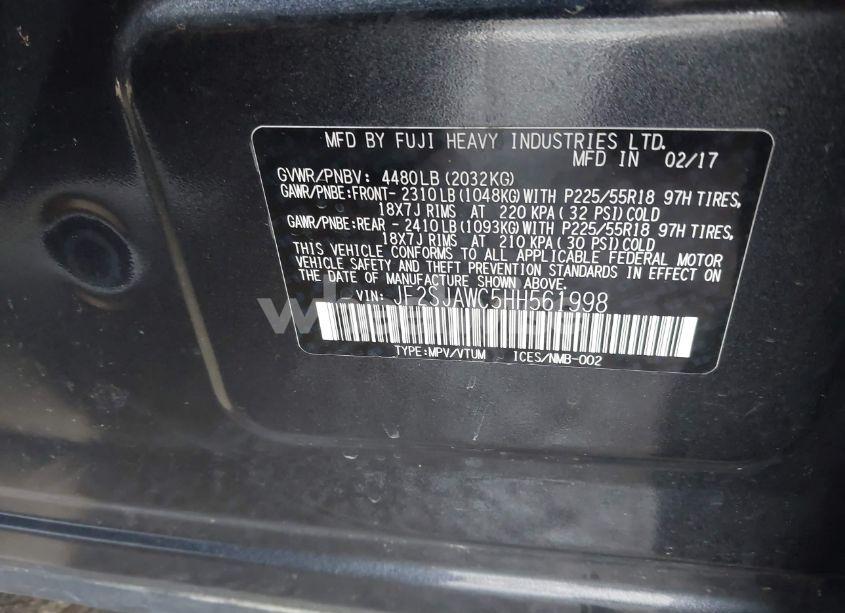 MFD BY FUJI HEAVY INDUSTRIES LTD.
MFD IN 02/17
GVWR/PNBV: 4480LB(2032KG)
GAWR/PNBE:FRONT- 2310LB(1048KG)WITH P225/55R18 97H TIRES,
18X7J RIMS AT 220 KPA(32 PSI)COLD
GAWR/PNBE:REAR - 2410LB(1093KG)WITH P225/55R18 97H TIRES,
18X7J RIMS AT 210 KPA(30 PSI)COLD
THIS VEHICLE CONFORMS TO ALL APPLICABLE FEDERAL MOTOR
VEHICLE SAFETY AND THEFT PREVENTION STANDARDS IN EFFECT ON
THE DATE OF MANUFACTURE SHOWN ABOVE.
VIN: JF2SJAWC5HH561998
TYPE:MPV/VTUM ICES/NMB-002